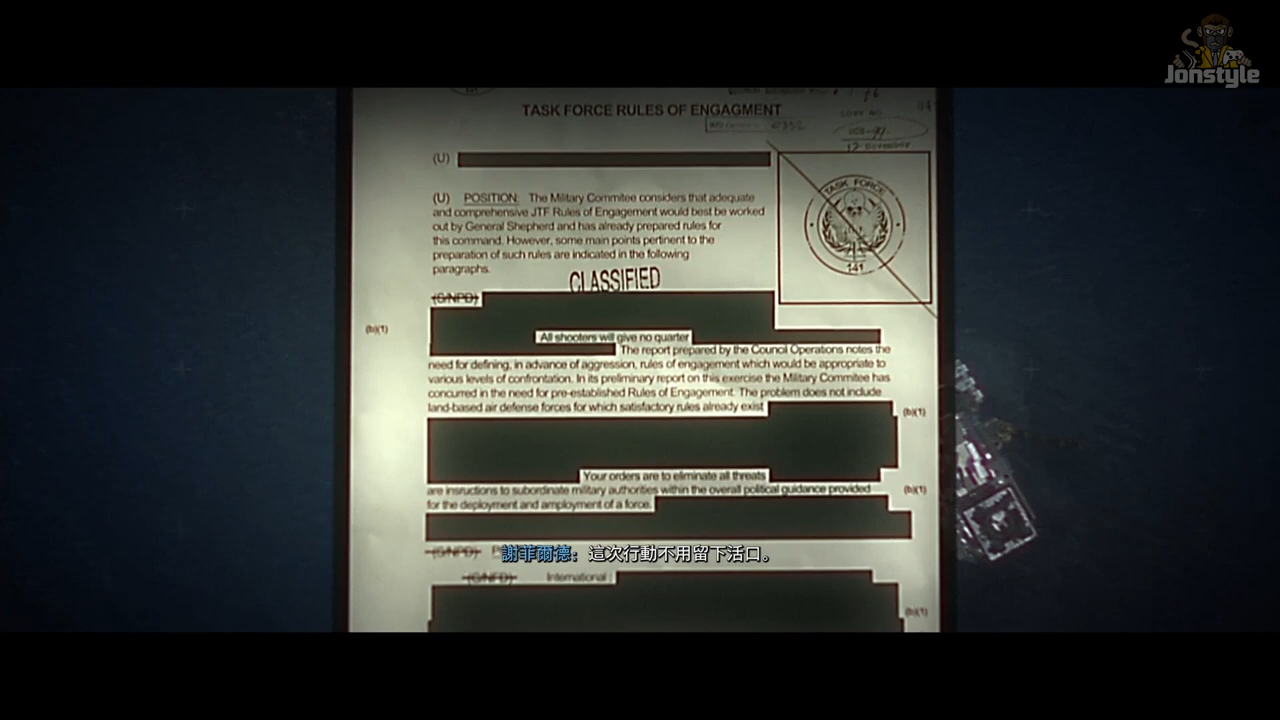 Jonstyle
TASK FORCE RULES OF ENGAGMENT
COPY NO.
12 November
(U)
(U) POSITION: The Military Commitee considers that adequate
and comprehensive JTF Rules of Engagement would best be worked
out by General Shepherd and has already prepared rules for
this command. However, some main points pertinent to the
preparation of such rules are indicated in the following
paragraphs.
TASK FORCE
141
CLASSIFIED
(S/NPD)
(b)(1)
All shooters will give no quarter
The report prepared by the Council Operations notes the
need for defining, in advance of aggression, rules of engagement which would be appropriate to
various levels of confrontation. In its preliminary report on this exercise the Military Commitee has
concurred in the need for pre-established Rules of Engagement. The problem does not include
land-based air defense forces for which satisfactory rules already exist
(b)(1)
Your orders are to eliminate all threats
are insructions to subordinate military authorities within the overall political guidance provided
(b)(1)
for the deployment and amployment of a force.
謝菲爾德：這次行動不用留下活口。
International :
(b)(1)